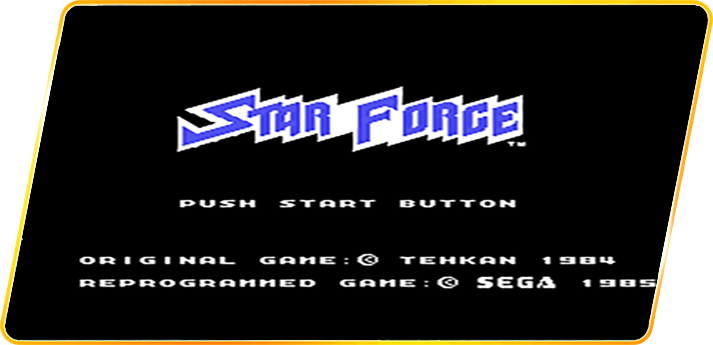 STAR FORCE
TM
PUSH START BUTTON
ORIGINAL GAME:© TEHKAN 1984
REPROGRAMMED GAME:© SEGA 1985